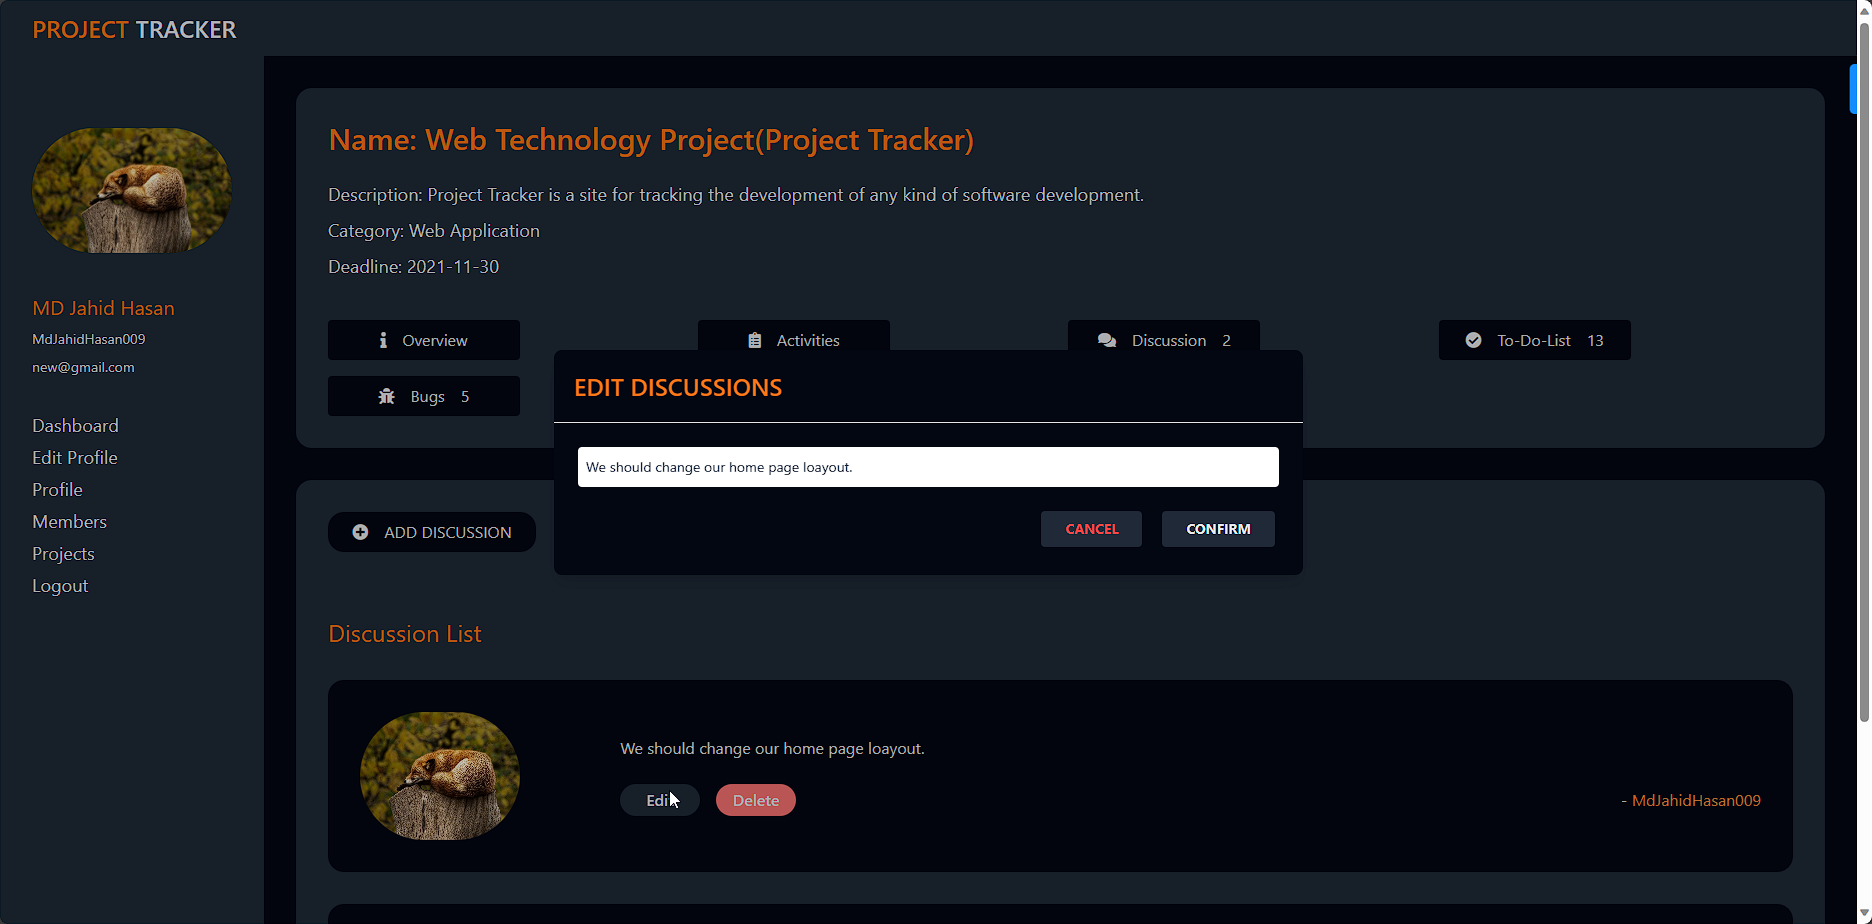 PROJECT TRACKER
MD Jahid Hasan
MdJahidHasan009
new@gmail.com
Dashboard
Edit Profile
Profile
Members
Projects
Logout
Name: Web Technology Project(Project Tracker)
Description: Project Tracker is a site for tracking the development of any kind of software development.
Category: Web Application
Deadline: 2021-11-30
Overview
Activities
Discussion 2
To-Do-List 13
Bugs 5
EDIT DISCUSSIONS
We should change our home page loayout.
CANCEL CONFIRM
ADD DISCUSSION
Discussion List
We should change our home page loayout.
Edit Delete
- MdJahidHasan009